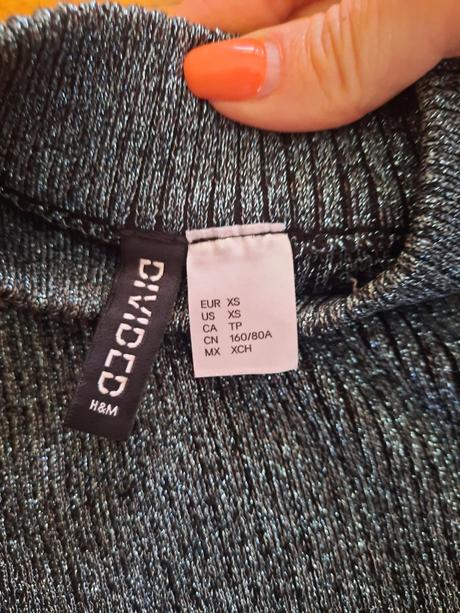 DIVIDED
H&M
EUR XS
US XS
CA TP
CN 160/80A
MX XCH